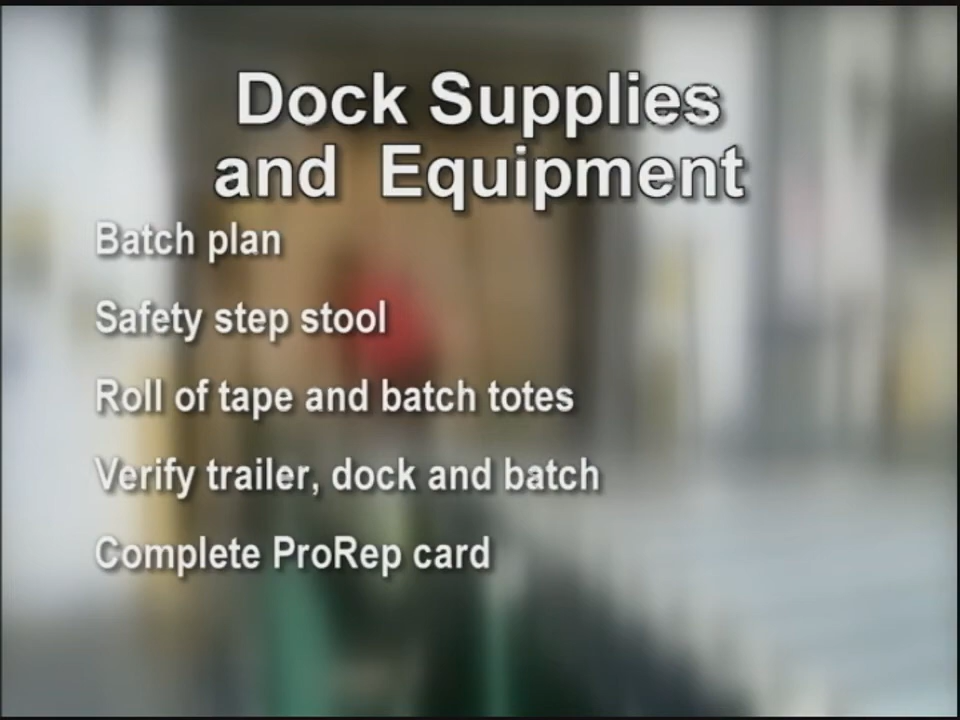 Dock Supplies
and Equipment
Batch plan
Safety step stool
Roll of tape and batch totes
Verify trailer, dock and batch
Complete ProRep card